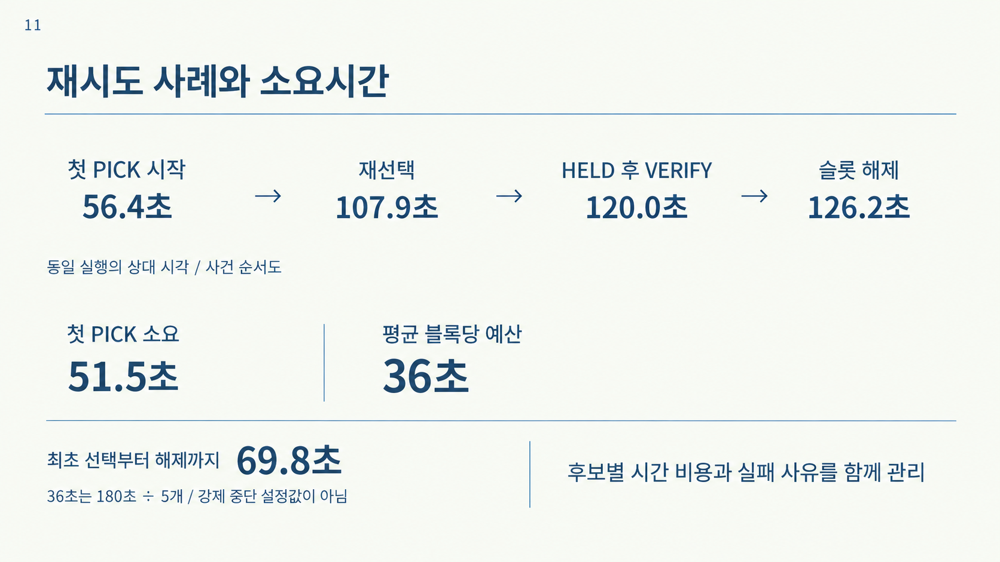 11
재시도 사례와 소요시간
첫 PICK 시작 → 재선택 → HELD 후 VERIFY → 슬롯 해제
56.4초 107.9초 120.0초 126.2초
동일 실행의 상대 시각 / 사건 순서도
첫 PICK 소요
51.5초
평균 블록당 예산
36초
최초 선택부터 해제까지 69.8초
36초는 180초 ÷ 5개 / 강제 중단 설정값이 아님
후보별 시간 비용과 실패 사유를 함께 관리